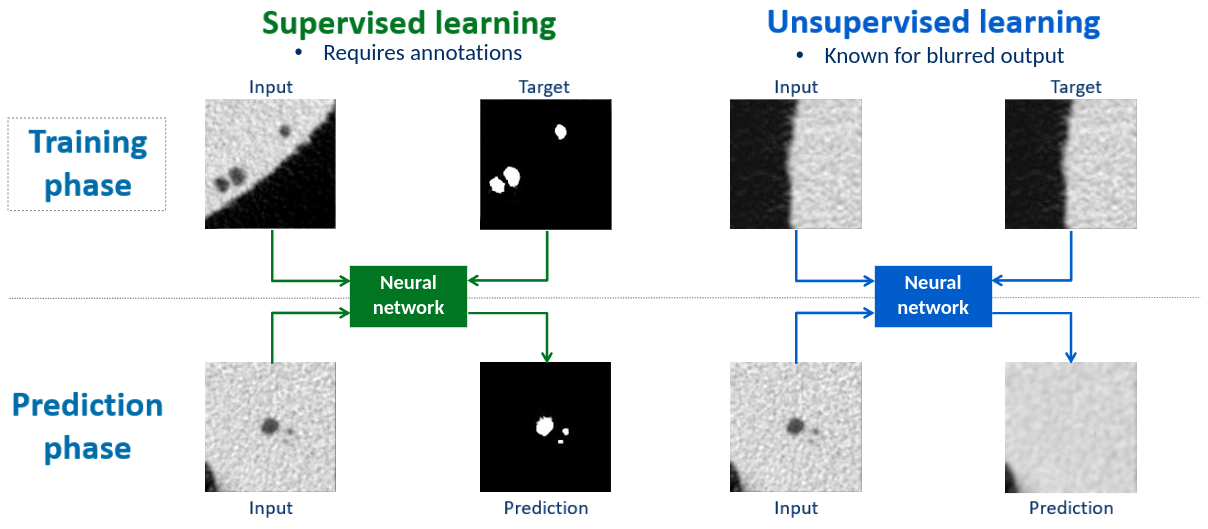 Supervised learning
• Requires annotations
Unsupervised learning
• Known for blurred output
Input
Target
Input
Target
Training
phase
Neural
network
Neural
network
Prediction
phase
Input
Prediction
Input
Prediction